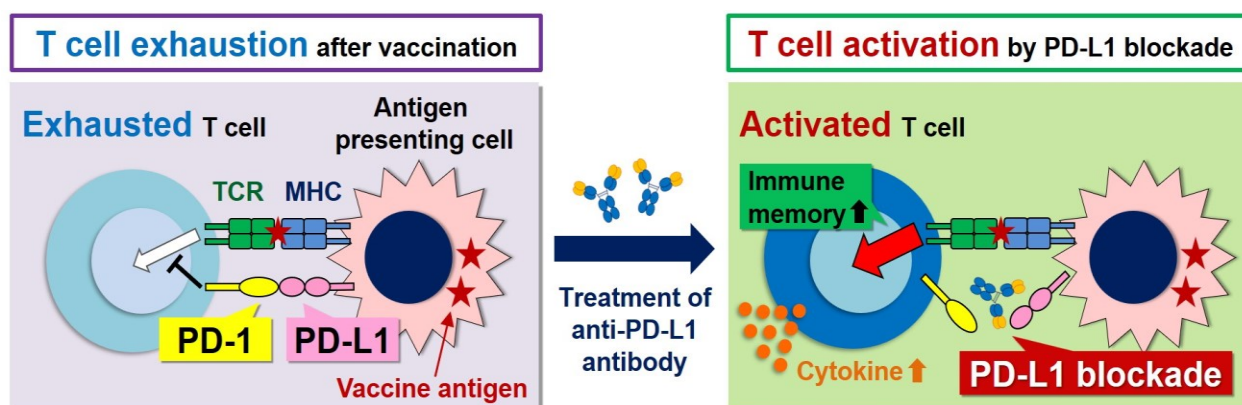 T cell exhaustion after vaccination
Exhausted T cell
Antigen
presenting cell
TCR
MHC
PD-1
PD-L1
Vaccine antigen
Treatment of
anti-PD-L1
antibody
T cell activation by PD-L1 blockade
Activated T cell
Immune
memory
Cytokine
PD-L1 blockade